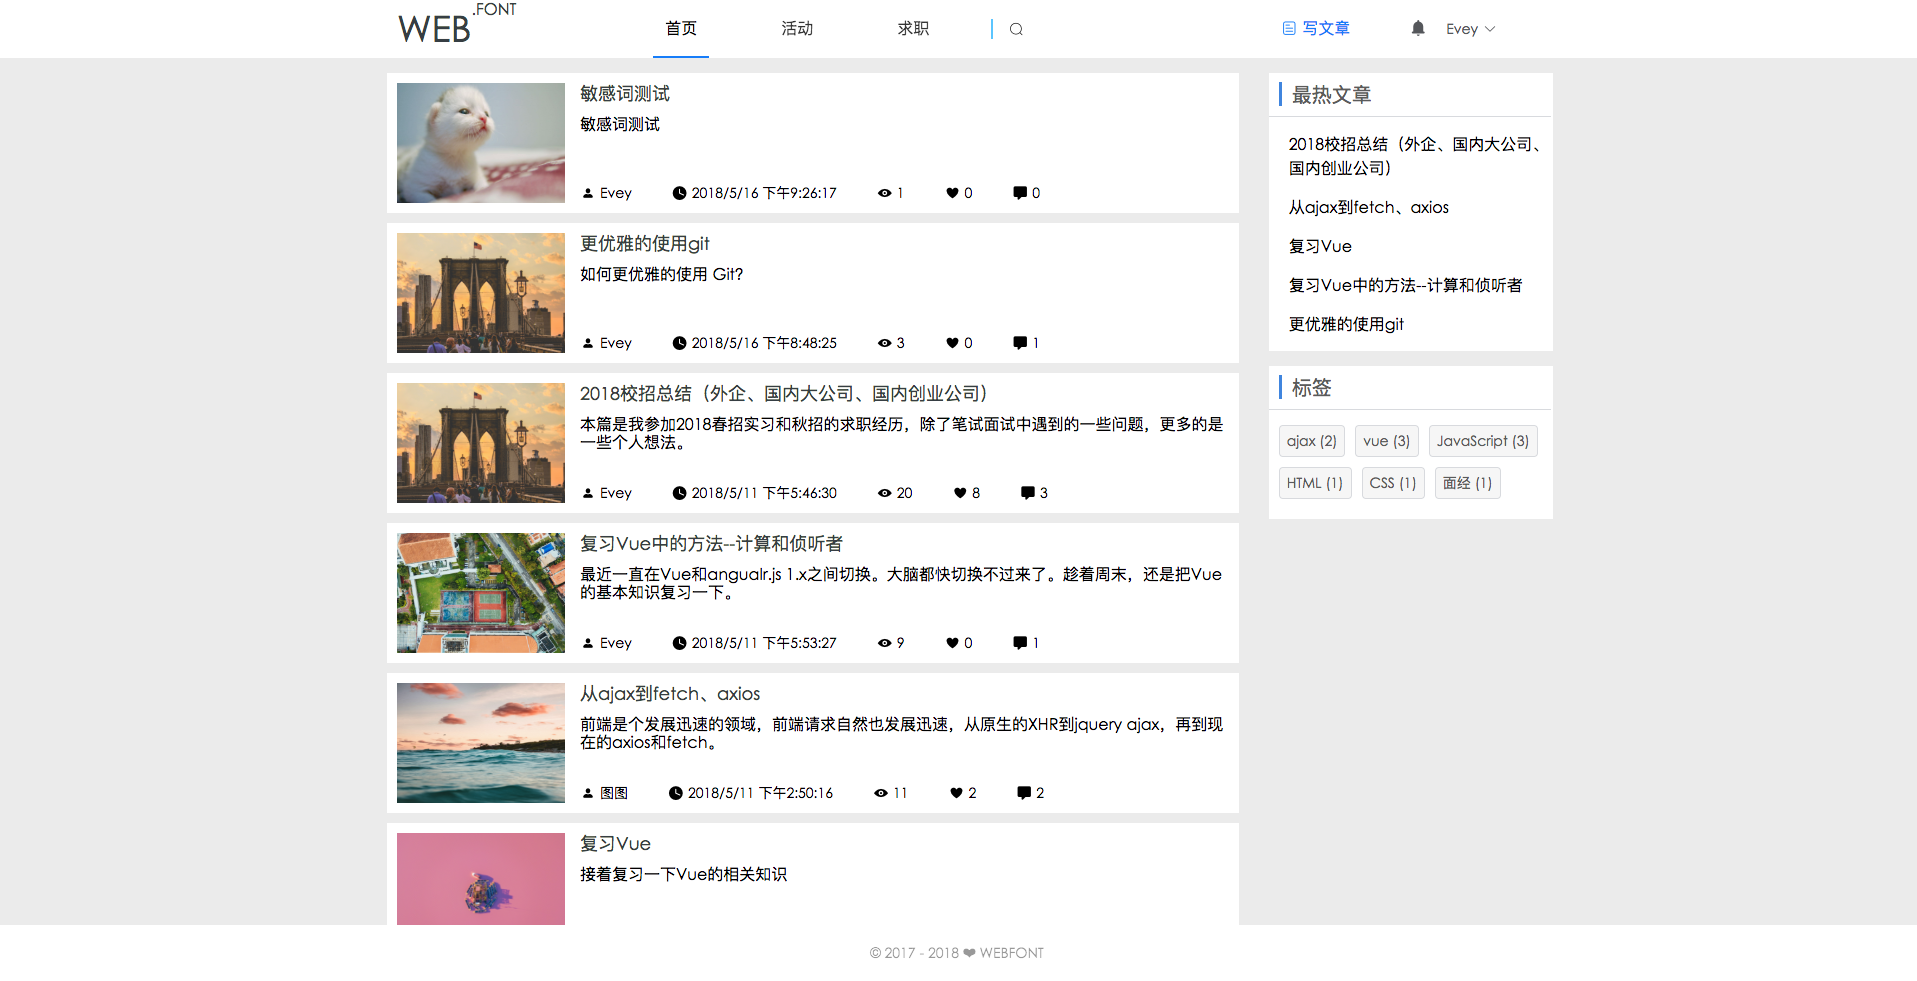 WEB.FONT
首页 活动 求职 写文章 Evey
敏感词测试
敏感词测试
Evey 2018/5/16 下午9:26:17 1 0 0
更优雅的使用git
如何更优雅的使用 Git?
Evey 2018/5/16 下午8:48:25 3 0 1
2018校招总结（外企、国内大公司、国内创业公司）
本篇是我参加2018春招实习和秋招的求职经历，除了笔试面试中遇到的一些问题，更多的是
一些个人想法。
Evey 2018/5/11 下午5:46:30 20 8 3
复习Vue中的方法--计算和侦听者
最近一直在Vue和angualr.js 1.x之间切换。大脑都快切换不过来了。趁着周末，还是把Vue
的基本知识复习一下。
Evey 2018/5/11 下午5:53:27 9 0 1
从ajax到fetch、axios
前端是个发展迅速的领域，前端请求自然也发展迅速，从原生的XHR到jquery ajax，再到现
在的axios和fetch。
图图 2018/5/11 下午2:50:16 11 2 2
复习Vue
接着复习一下Vue的相关知识
最热文章
2018校招总结（外企、国内大公司、
国内创业公司）
从ajax到fetch、axios
复习Vue
复习Vue中的方法--计算和侦听者
更优雅的使用git
标签
ajax (2) vue (3) JavaScript (3)
HTML (1) CSS (1) 面经 (1)
© 2017 - 2018 ❤ WEBFONT